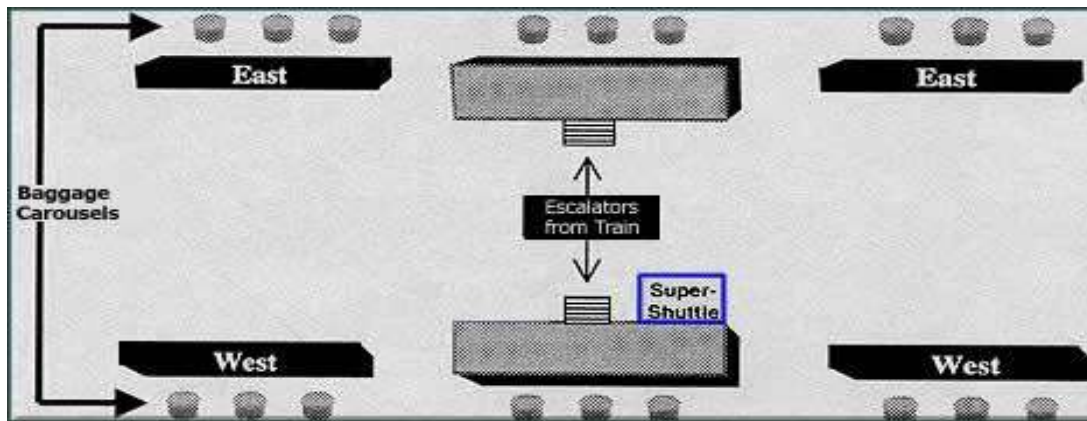 East
East
Baggage
Carousels
Escalators
from Train
Super-
Shuttle
West
West